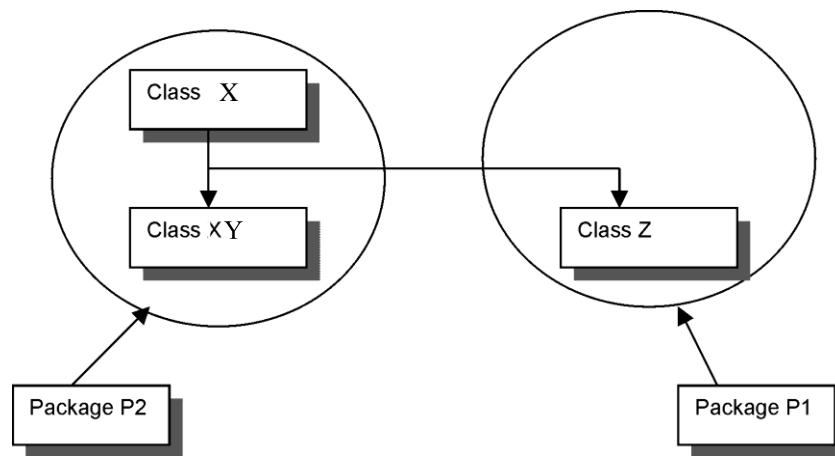 Class X
Class XY
Class Z
Package P2
Package P1